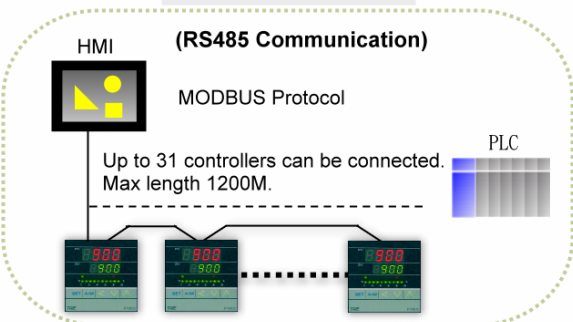 (RS485 Communication)
HMI
MODBUS Protocol
PLC
Up to 31 controllers can be connected.
Max length 1200M.
900
900
900
900
900
900